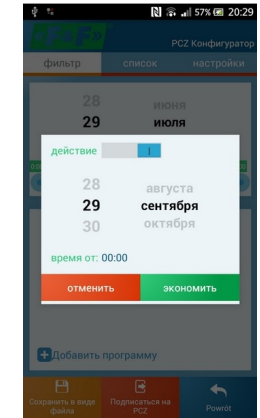 57% 20:29
F&F
PCZ Конфигуратор
фильтр список настройки
28 июня
29 июля
действие
28 августа
29 сентября
30 октября
время от: 00:00
отменить экономить
Добавить программу
Сохранить в виде файла
Подписаться на PCZ
Powrót